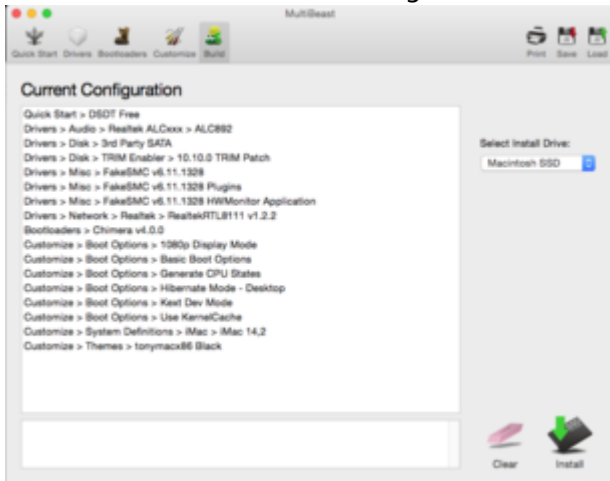 MultiBeast
Quick Start Drivers Bootloaders Customize Build Print Save Load
Current Configuration
Quick Start > DSDT Free
Drivers > Audio > Realtek ALCxxx > ALC892
Drivers > Disk > 3rd Party SATA
Drivers > Disk > TRIM Enabler > 10.10.0 TRIM Patch
Drivers > Misc > FakeSMC v6.11.1328
Drivers > Misc > FakeSMC v6.11.1328 Plugins
Drivers > Misc > FakeSMC v6.11.1328 HWMonitor Application
Drivers > Network > Realtek > RealtekRTL8111 v1.2.2
Bootloaders > Chimera v4.0.0
Customize > Boot Options > 1080p Display Mode
Customize > Boot Options > Basic Boot Options
Customize > Boot Options > Generate CPU States
Customize > Boot Options > Hibernate Mode - Desktop
Customize > Boot Options > Kext Dev Mode
Customize > Boot Options > Use KernelCache
Customize > System Definitions > iMac > iMac 14,2
Customize > Themes > tonymacx86 Black
Select Install Drive:
Macintosh SSD
Clear Install